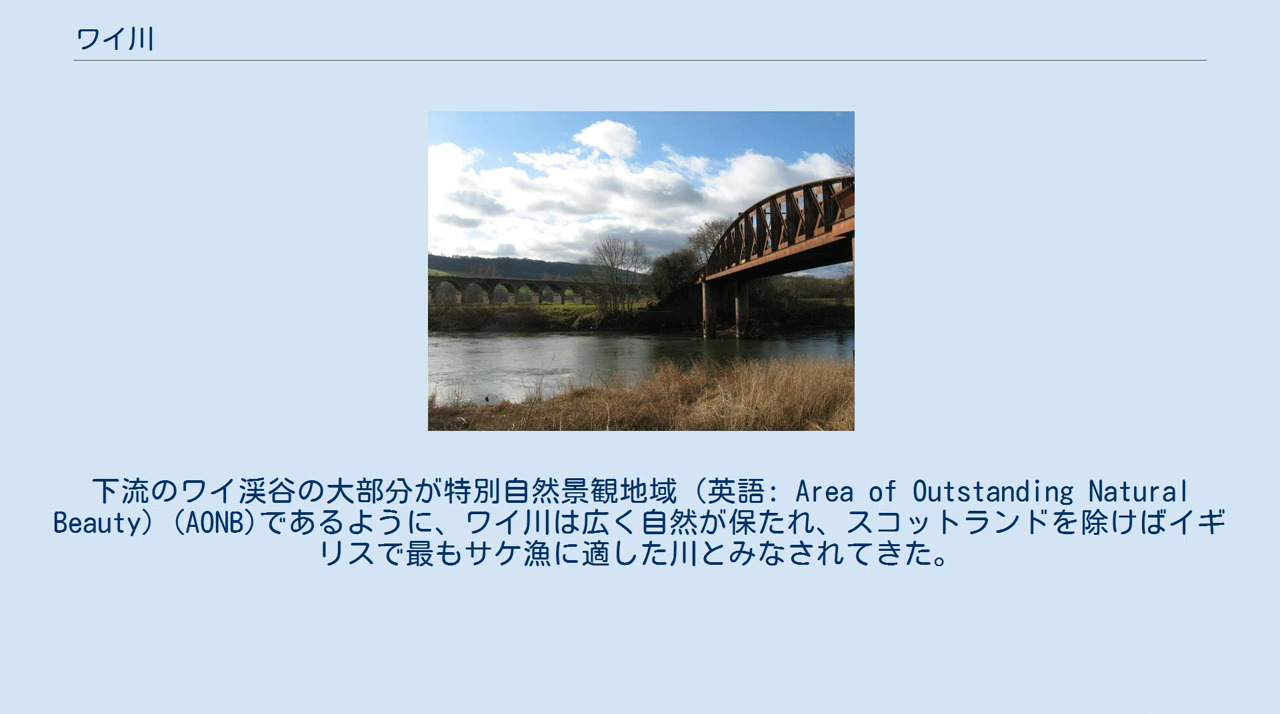 ワイ川
下流のワイ渓谷の大部分が特別自然景観地域（英語: Area of Outstanding Natural
Beauty）(AONB)であるように、ワイ川は広く自然が保たれ、スコットランドを除けばイギ
リスで最もサケ漁に適した川とみなされてきた。